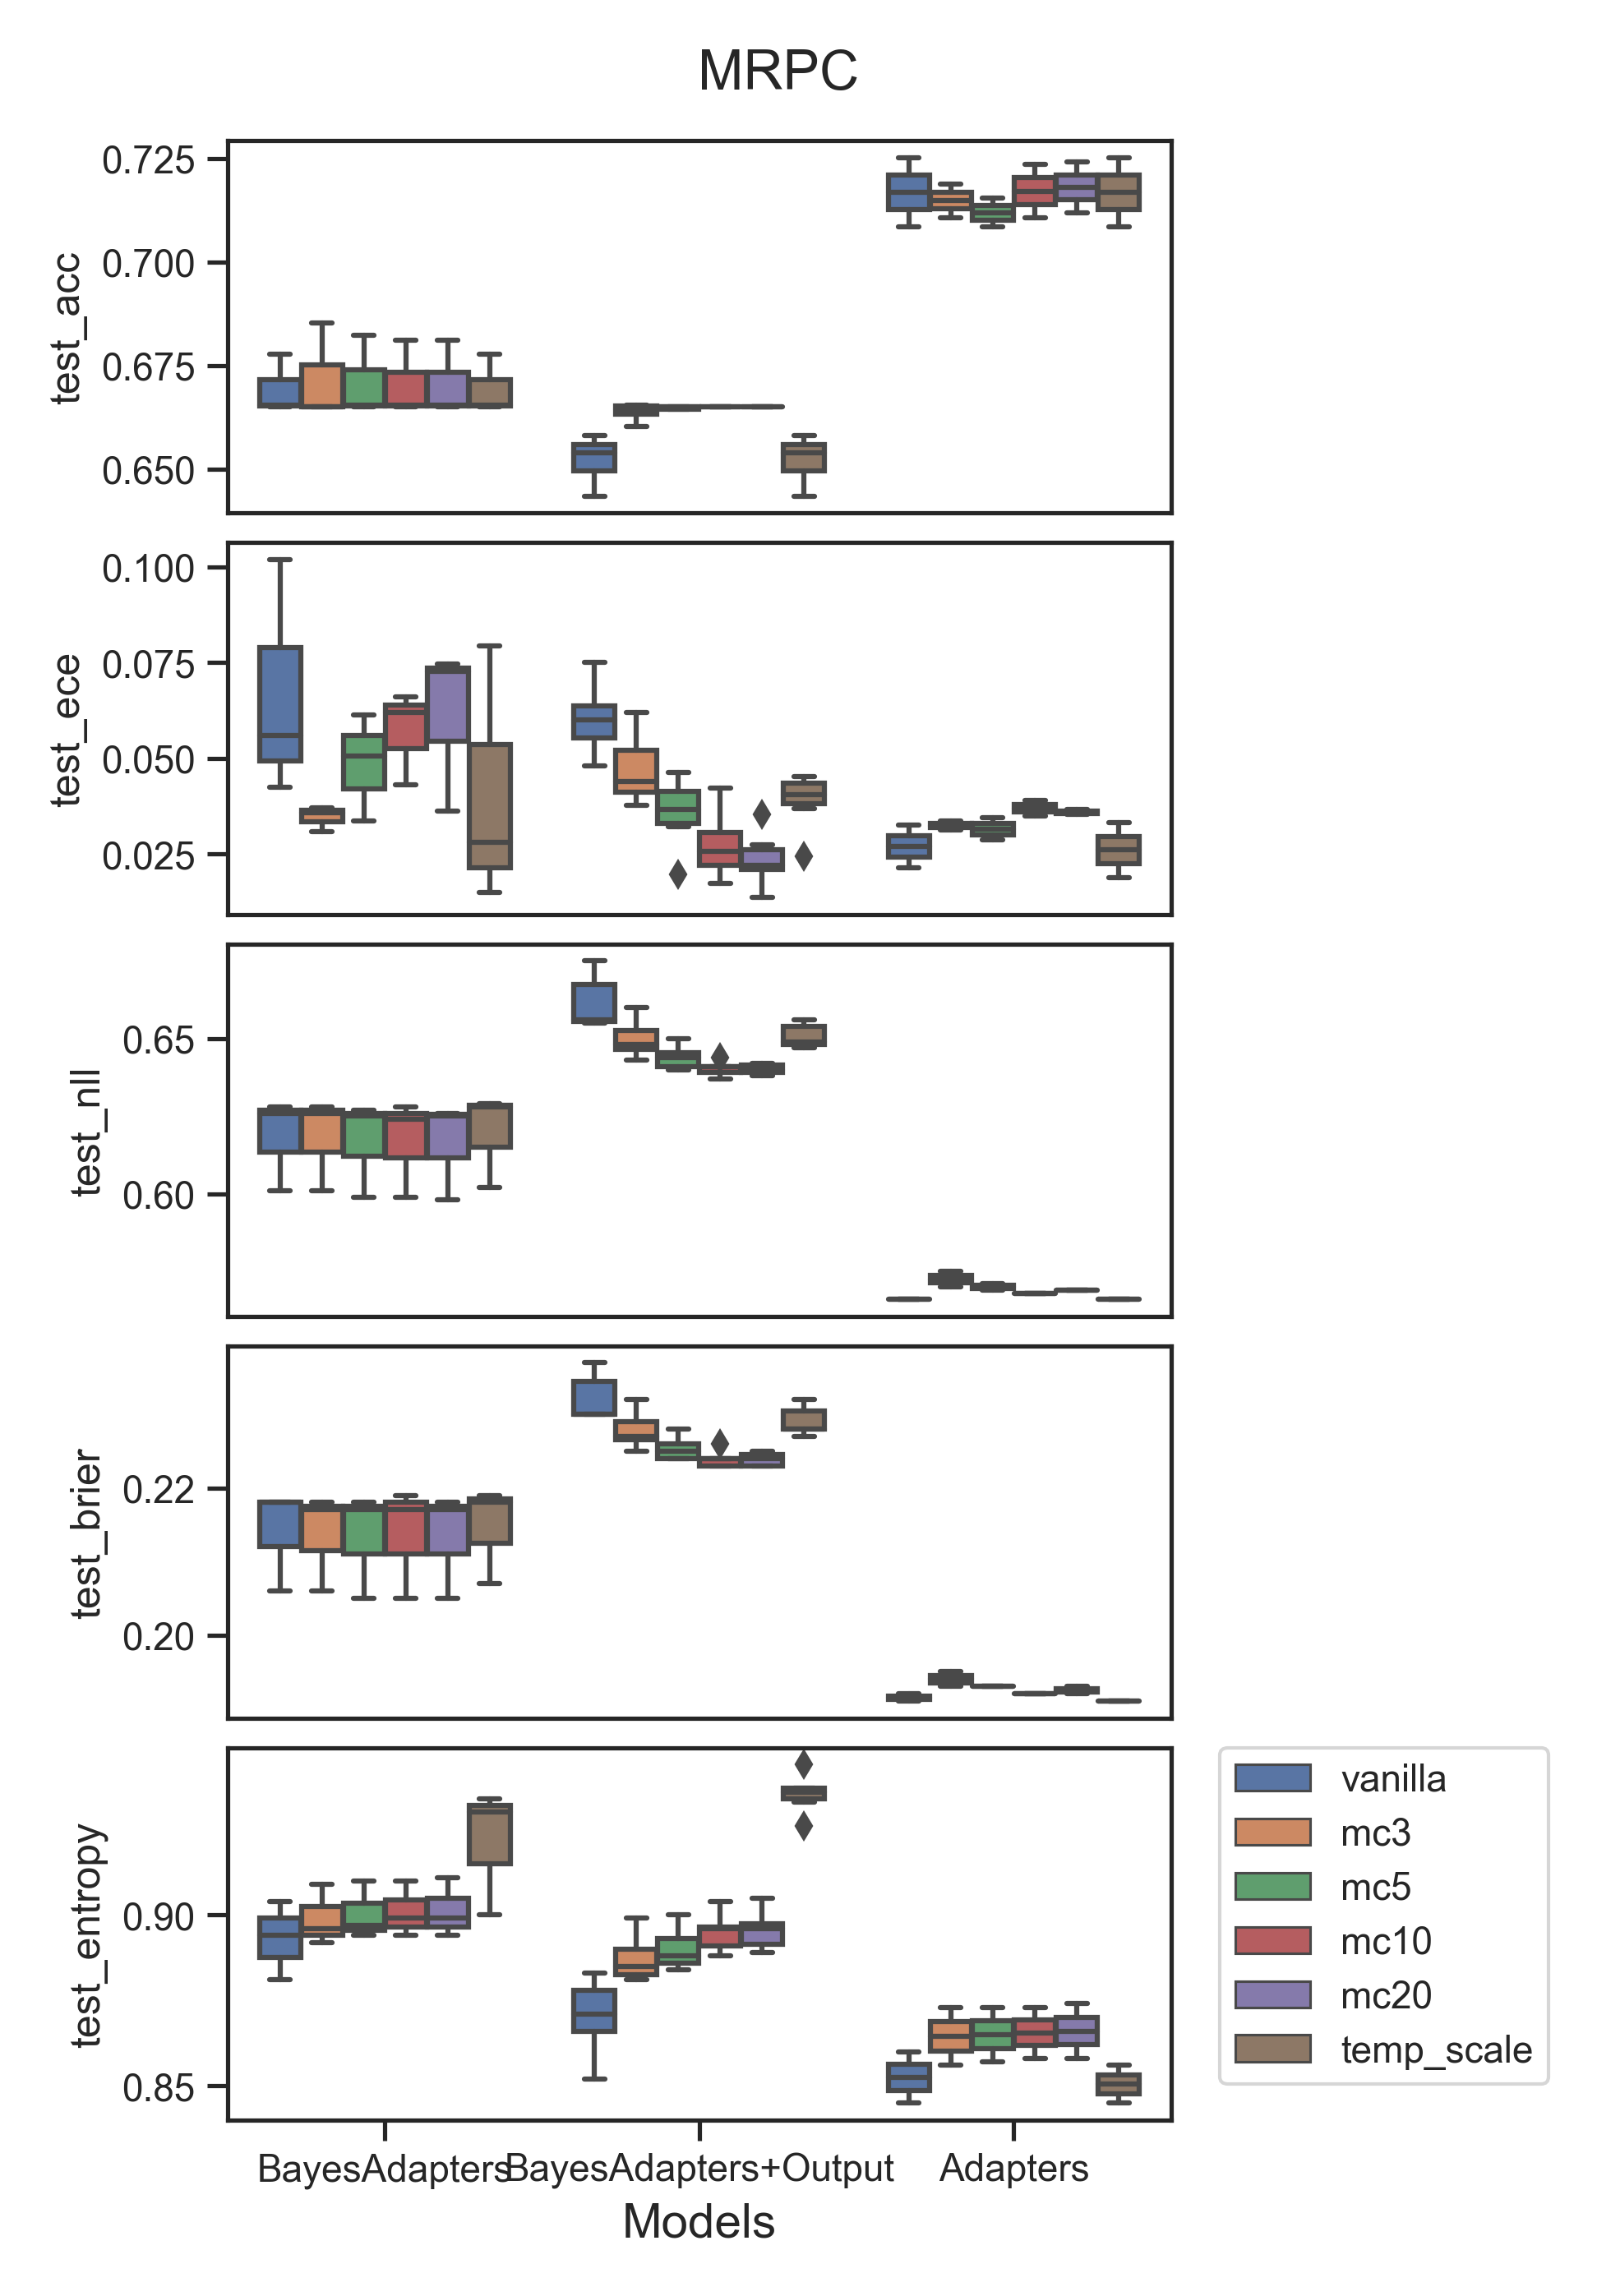 MRPC
0.725
0.700
0.675
0.650
test_acc
0.100
0.075
0.050
0.025
test_ece
0.65
0.60
test_nll
0.22
0.20
test_brier
0.90
0.85
test_entropy
BayesAdapters
BayesAdapters+Output
Adapters
Models
vanilla
mc3
mc5
mc10
mc20
temp_scale